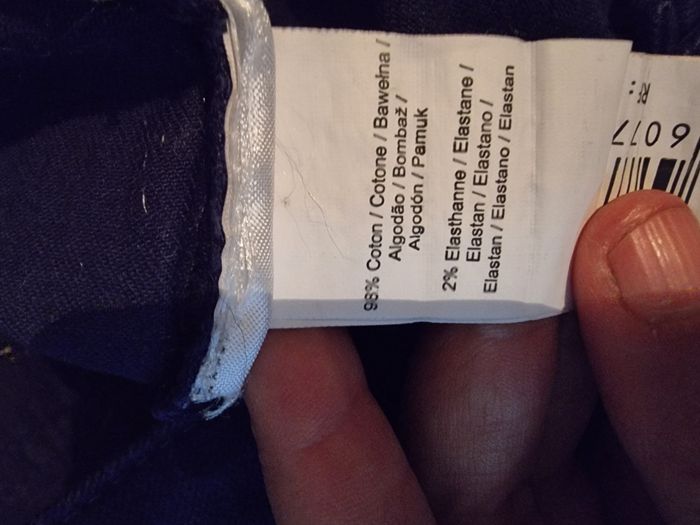 98% Coton / Cotone / Bawełna /
Algodão / Bombaž /
Algodón / Pamuk
2% Elasthanne / Elastane /
Elastan / Elastano /
Elastan / Elastano / Elastan